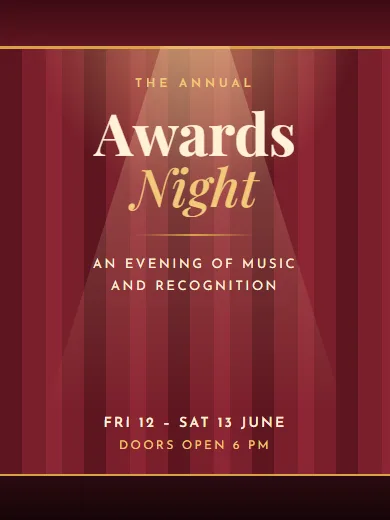 THE ANNUAL
Awards
Night
AN EVENING OF MUSIC
AND RECOGNITION
FRI 12 – SAT 13 JUNE
DOORS OPEN 6 PM